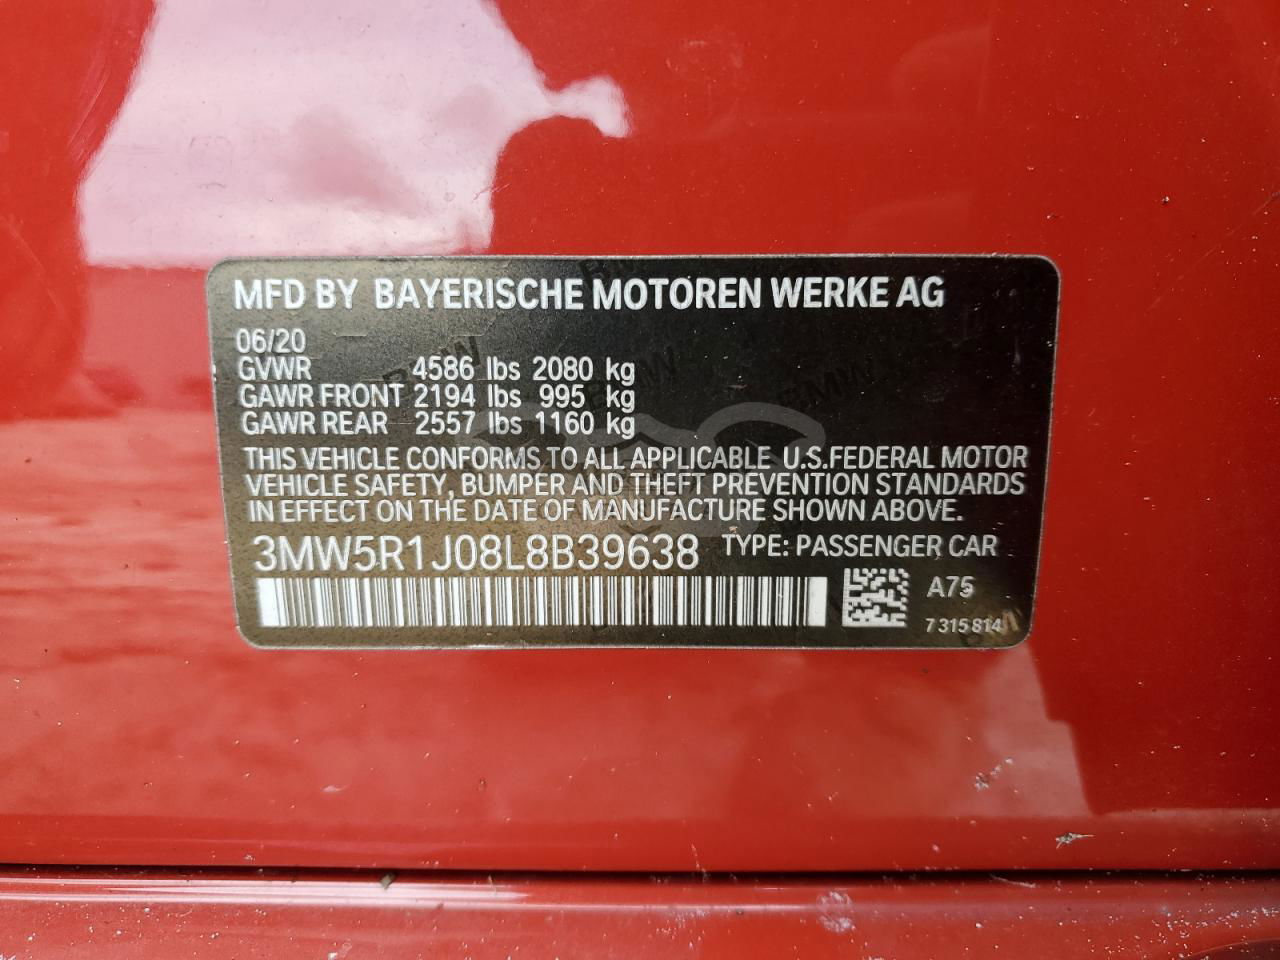 MFD BY BAYERISCHE MOTOREN WERKE AG
06/20
GVWR 4586 lbs 2080 kg
GAWR FRONT 2194 lbs 995 kg
GAWR REAR 2557 lbs 1160 kg
THIS VEHICLE CONFORMS TO ALL APPLICABLE U.S.FEDERAL MOTOR
VEHICLE SAFETY, BUMPER AND THEFT PREVENTION STANDARDS
IN EFFECT ON THE DATE OF MANUFACTURE SHOWN ABOVE.
3MW5R1J08L8B39638 TYPE: PASSENGER CAR
A75
7315814